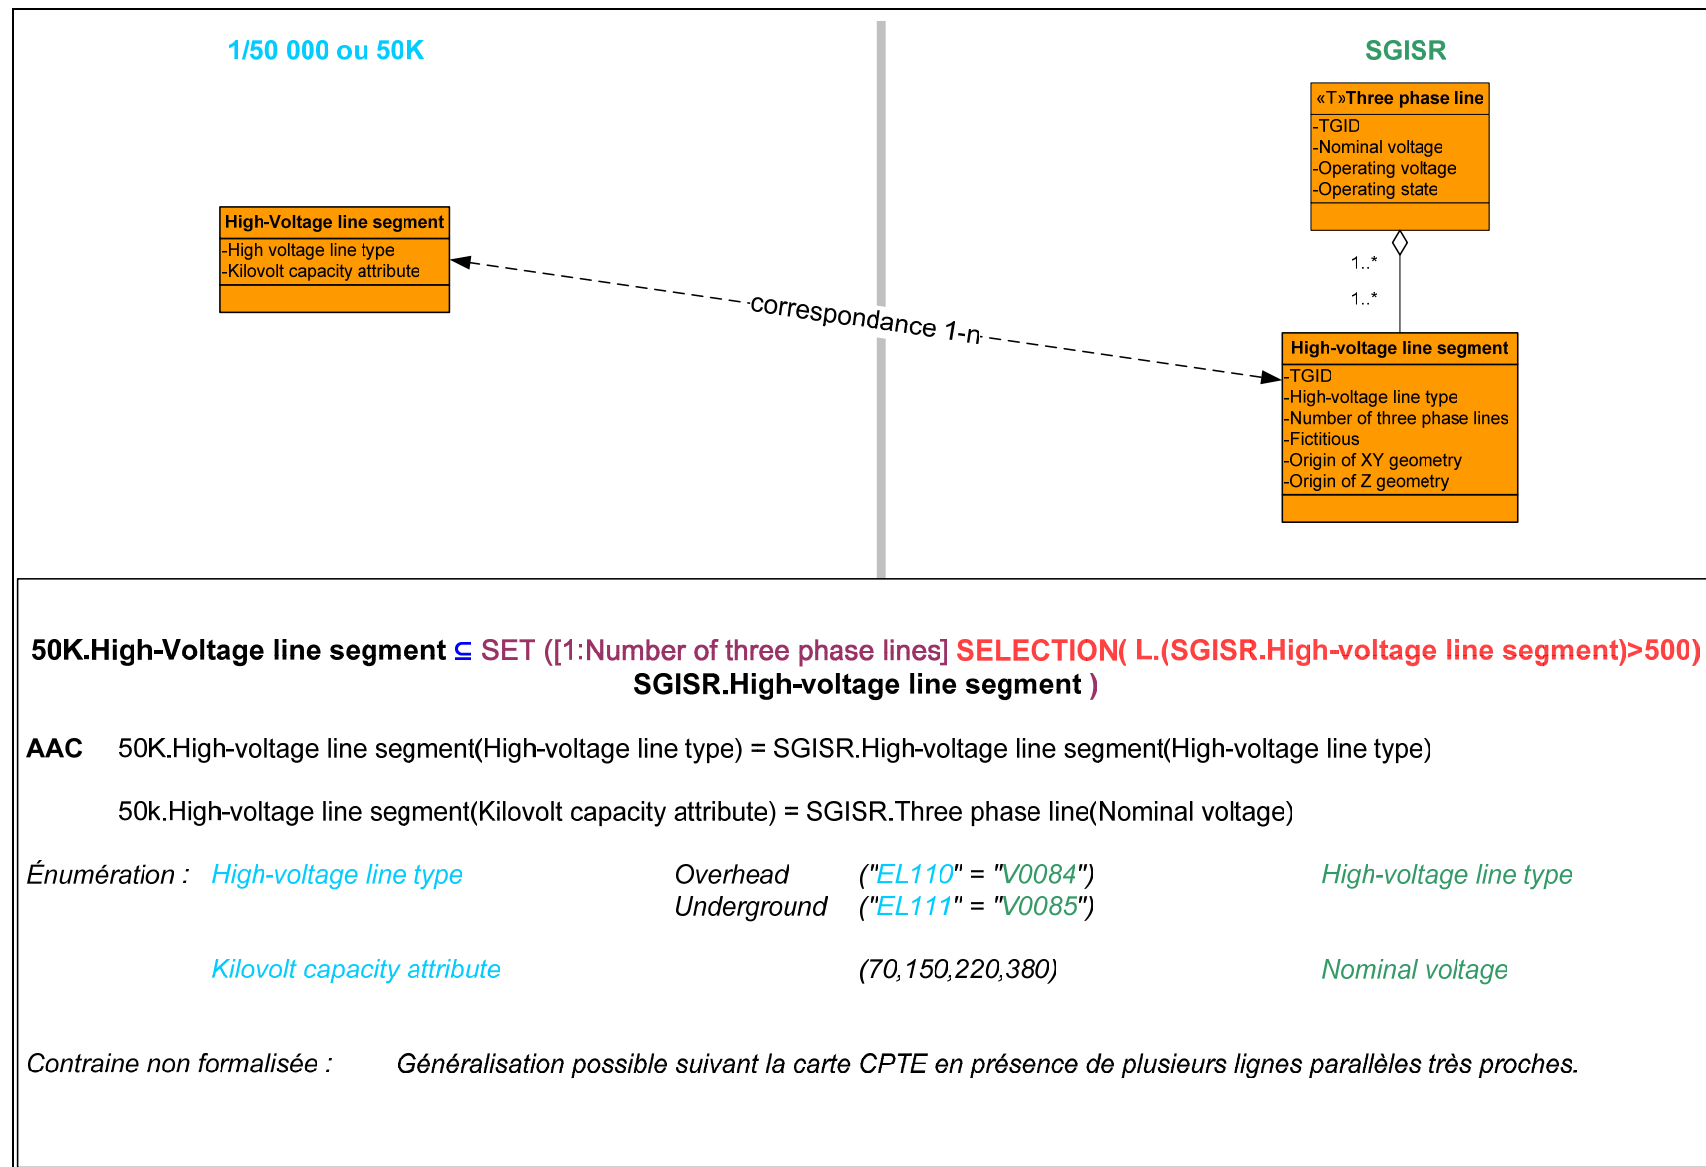 1/50 000 ou 50K
SGISR
«T»Three phase line
-TGID
-Nominal voltage
-Operating voltage
-Operating state
High-Voltage line segment
-High voltage line type
-Kilovolt capacity attribute
1..*
1..*
correspondance 1-n
High-voltage line segment
-TGID
-High-voltage line type
-Number of three phase lines
-Fictitious
-Origin of XY geometry
-Origin of Z geometry
50K.High-Voltage line segment ⊆ SET ([1:Number of three phase lines] SELECTION( L.(SGISR.High-voltage line segment)>500)
SGISR.High-voltage line segment )
AAC 50K.High-voltage line segment(High-voltage line type) = SGISR.High-voltage line segment(High-voltage line type)
50k.High-voltage line segment(Kilovolt capacity attribute) = SGISR.Three phase line(Nominal voltage)
Énumération : High-voltage line type Overhead ("EL110" = "V0084") High-voltage line type
Underground ("EL111" = "V0085")
Kilovolt capacity attribute (70,150,220,380) Nominal voltage
Contraine non formalisée : Généralisation possible suivant la carte CPTE en présence de plusieurs lignes parallèles très proches.